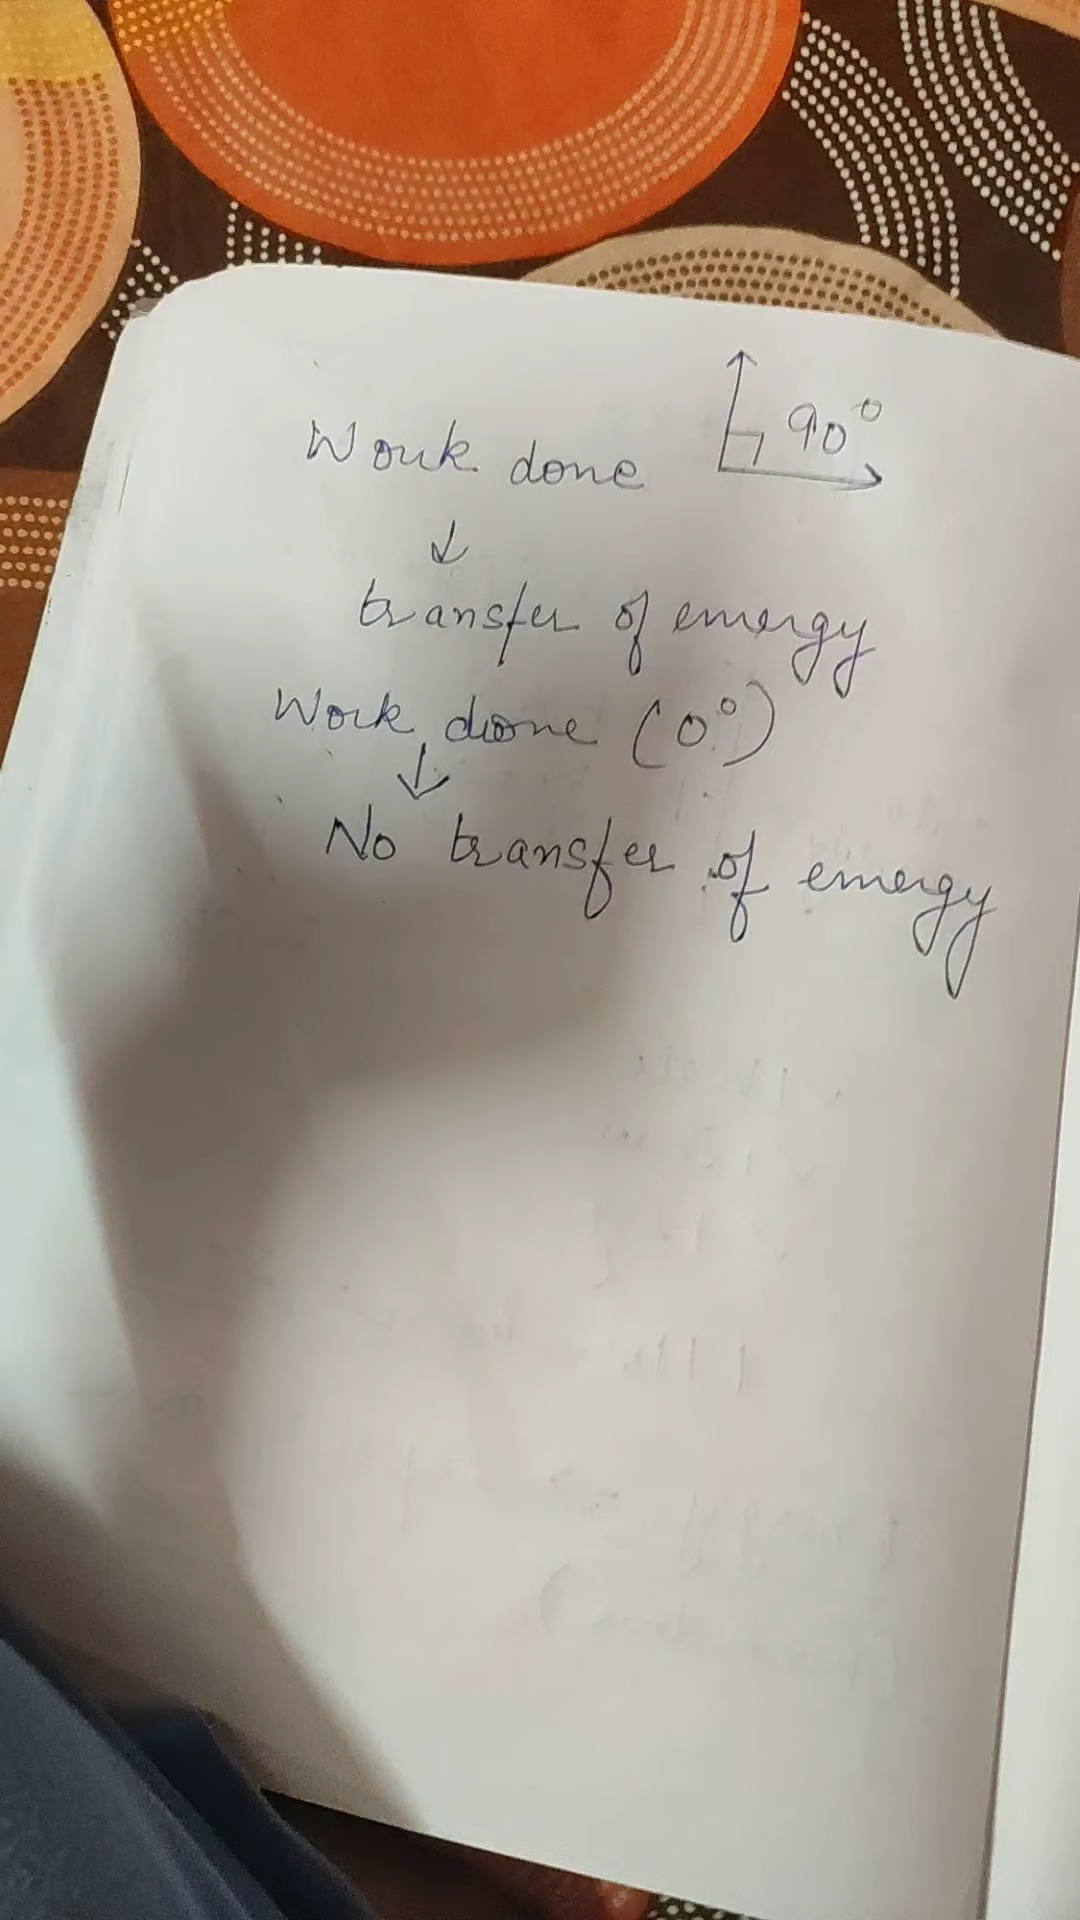 Work done 90°
↓
transfer of energy
Work done (0°)
↓
No transfer of energy